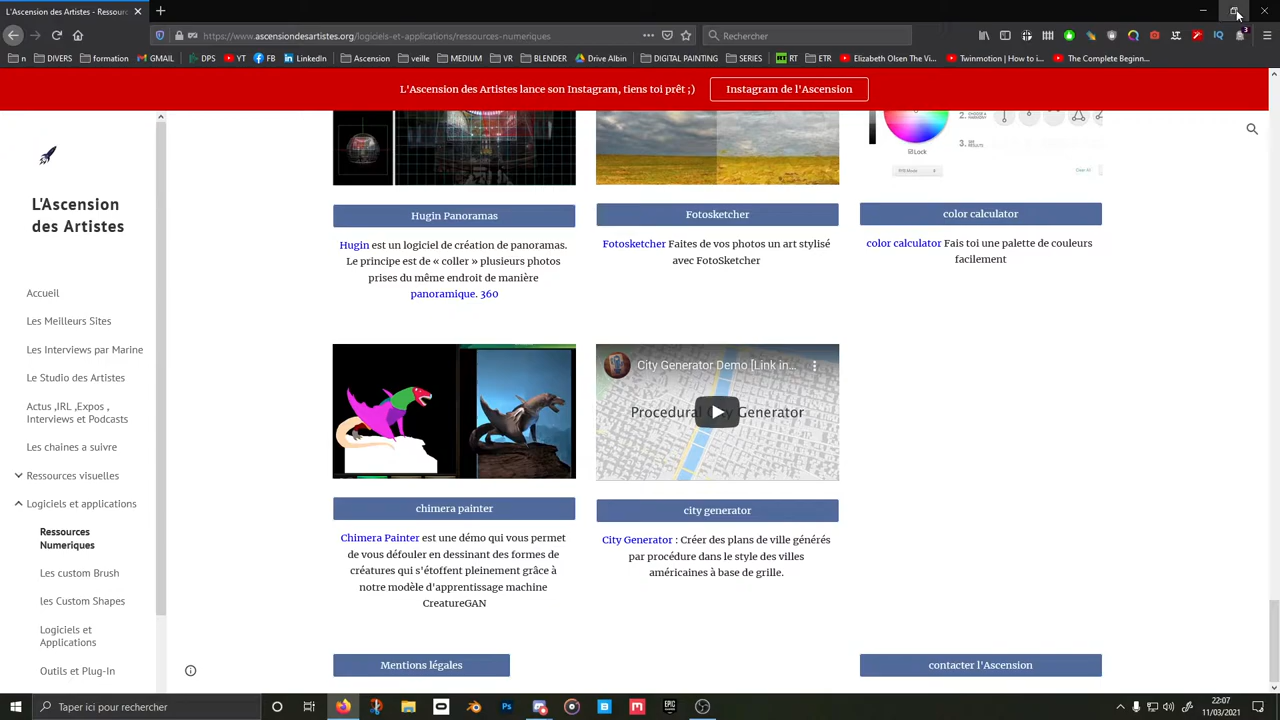 L'Ascension des Artistes - Ressourc
https://www.ascensiondesartistes.org/logiciels-et-applications/ressources-numeriques
Rechercher
3
n DIVERS formation GMAIL DPS YT FB LinkedIn Ascension veille MEDIUM VR BLENDER Drive Albin DIGITAL PAINTING SERIES RT ETR Elizabeth Olsen The Vi... Twinmotion | How to i... The Complete Beginn...
L'Ascension des Artistes lance son Instagram, tiens toi prêt ;) Instagram de l'Ascension
L'Ascension
des Artistes
Accueil
Les Meilleurs Sites
Les Interviews par Marine
Le Studio des Artistes
Actus ,IRL ,Expos ,
Interviews et Podcasts
Les chaines a suivre
Ressources visuelles
Logiciels et applications
Ressources
Numeriques
Les custom Brush
les Custom Shapes
Logiciels et
Applications
Outils et Plug-In
Hugin Panoramas
Hugin est un logiciel de création de panoramas.
Le principe est de « coller » plusieurs photos
prises du même endroit de manière
panoramique. 360
Fotosketcher
Fotosketcher Faites de vos photos un art stylisé
avec FotoSketcher
Lock
3.
color calculator
color calculator Fais toi une palette de couleurs
facilement
chimera painter
Chimera Painter est une démo qui vous permet
de vous défouler en dessinant des formes de
créatures qui s'étoffent pleinement grâce à
notre modèle d'apprentissage machine
CreatureGAN
City Generator Demo [Link in...
Procedural City Generator
city generator
City Generator : Créer des plans de ville générés
par procédure dans le style des villes
américaines à base de grille.
Mentions légales
contacter l'Ascension
Taper ici pour rechercher
22:07
11/03/2021